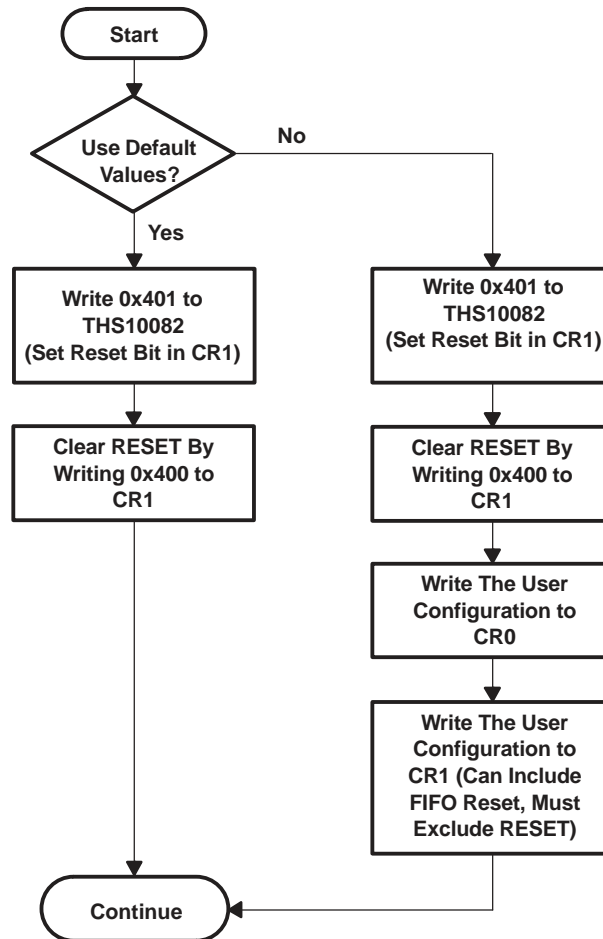 Start
Use Default
Values?
No
Yes
Write 0x401 to
THS10082
(Set Reset Bit in CR1)
Clear RESET By
Writing 0x400 to
CR1
Write 0x401 to
THS10082
(Set Reset Bit in CR1)
Clear RESET By
Writing 0x400 to
CR1
Write The User
Configuration to
CR0
Write The User
Configuration to
CR1 (Can Include
FIFO Reset, Must
Exclude RESET)
Continue